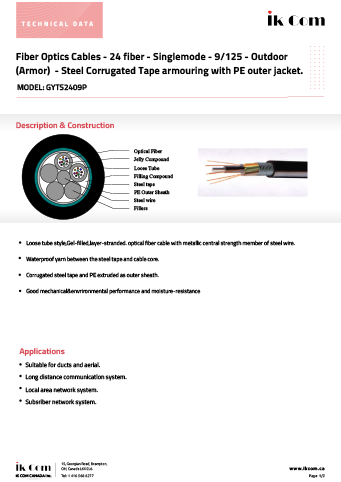 TECHNICAL DATA
ik Com
Fiber Optics Cables - 24 fiber - Singlemode - 9/125 - Outdoor
(Armor) - Steel Corrugated Tape armouring with PE outer jacket.
MODEL: GYTS2409P
Description & Construction
Optical Fiber
Jelly Compound
Loose Tube
Filling Compound
Steel tape
PE Outer Sheath
Steel wire
Fillers
• Loose tube style,Gel-filled,layer-stranded. optical fiber cable with metallic central strength member of steel wire.
• Waterproof yarn between the steel tape and cable core.
• Corrugated steel tape and PE extruded as outer sheath.
• Good mechanical&environmental performance and moisture-resistance
Applications
• Suitable for ducts and aerial.
• Long distance communication system.
• Local area network system.
• Subsriber network system.
ik Com
IK COM CANADA Inc.
15, Georgian Road, Brampton,
ON, Canada
Tel:
www.ikcom.ca
Page 1/2